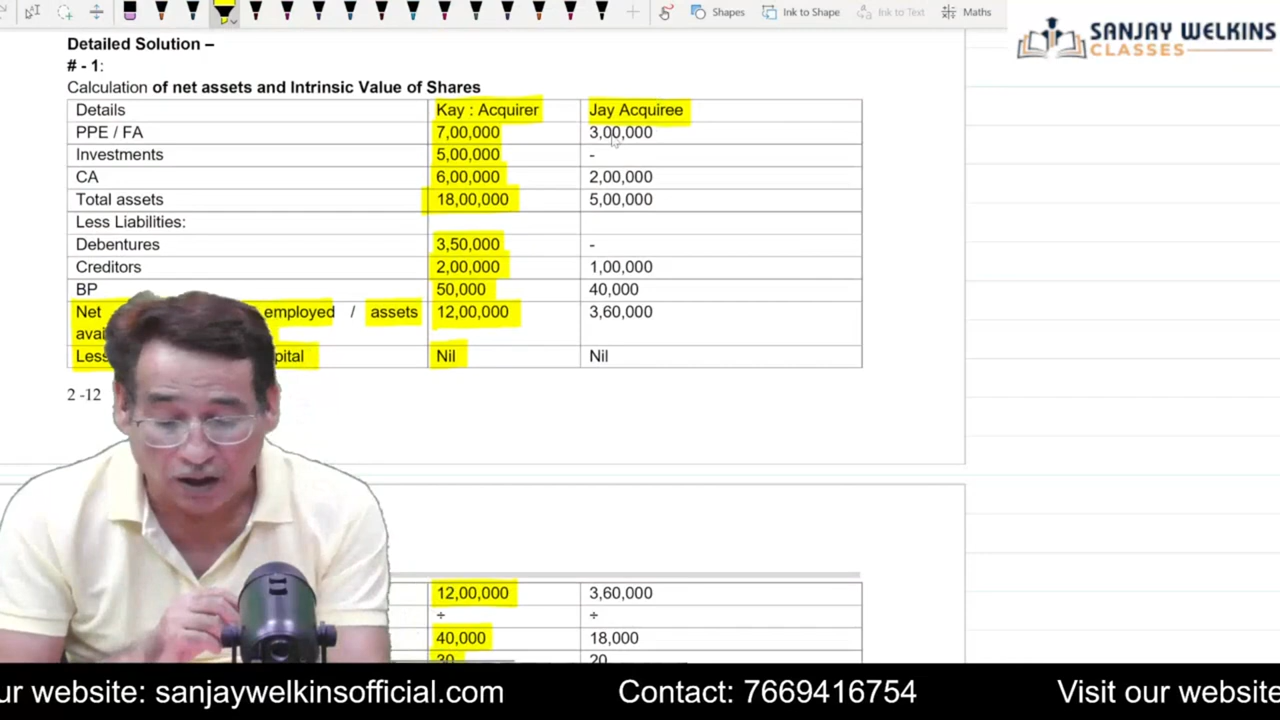 Shapes Ink to Shape Ink to Text Maths
SANJAY WELKINS
CLASSES
Detailed Solution –
# - 1:
Calculation of net assets and Intrinsic Value of Shares
Details Kay : Acquirer Jay Acquiree
PPE / FA 7,00,000 3,00,000
Investments 5,00,000 -
CA 6,00,000 2,00,000
Total assets 18,00,000 5,00,000
Less Liabilities:
Debentures 3,50,000 -
Creditors 2,00,000 1,00,000
BP 50,000 40,000
Net employed / assets 12,00,000 3,60,000
Less Nil Nil
2 -12
12,00,000 3,60,000
÷ ÷
40,000 18,000
30 20
our website: sanjaywelkinsofficial.com Contact: 7669416754 Visit our website